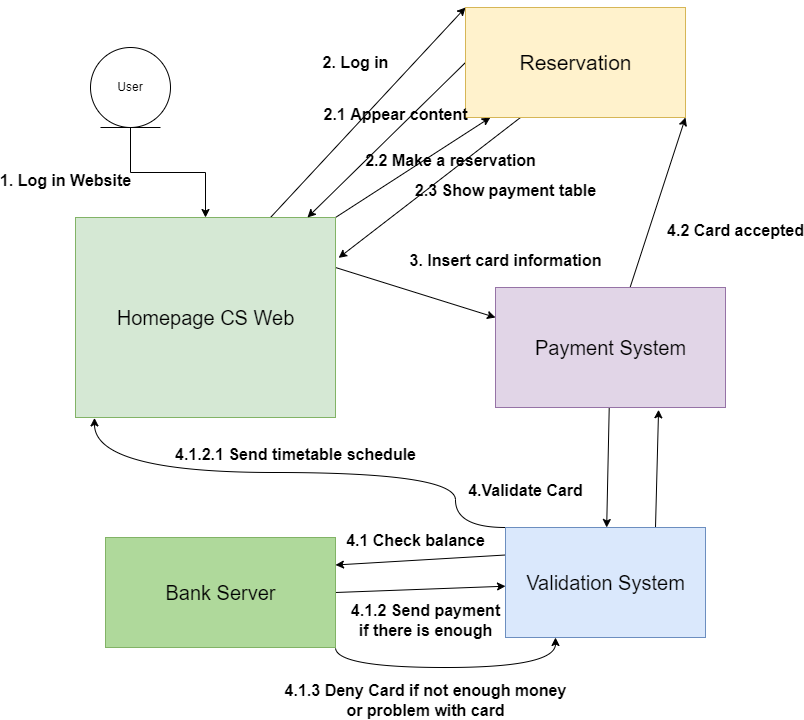 2. Log in
Reservation
User
2.1 Appear content
2.2 Make a reservation
1. Log in Website
2.3 Show payment table
4.2 Card accepted
3. Insert card information
Homepage CS Web
Payment System
4.1.2.1 Send timetable schedule
4.Validate Card
4.1 Check balance
Validation System
Bank Server
4.1.2 Send payment
if there is enough
4.1.3 Deny Card if not enough money
or problem with card